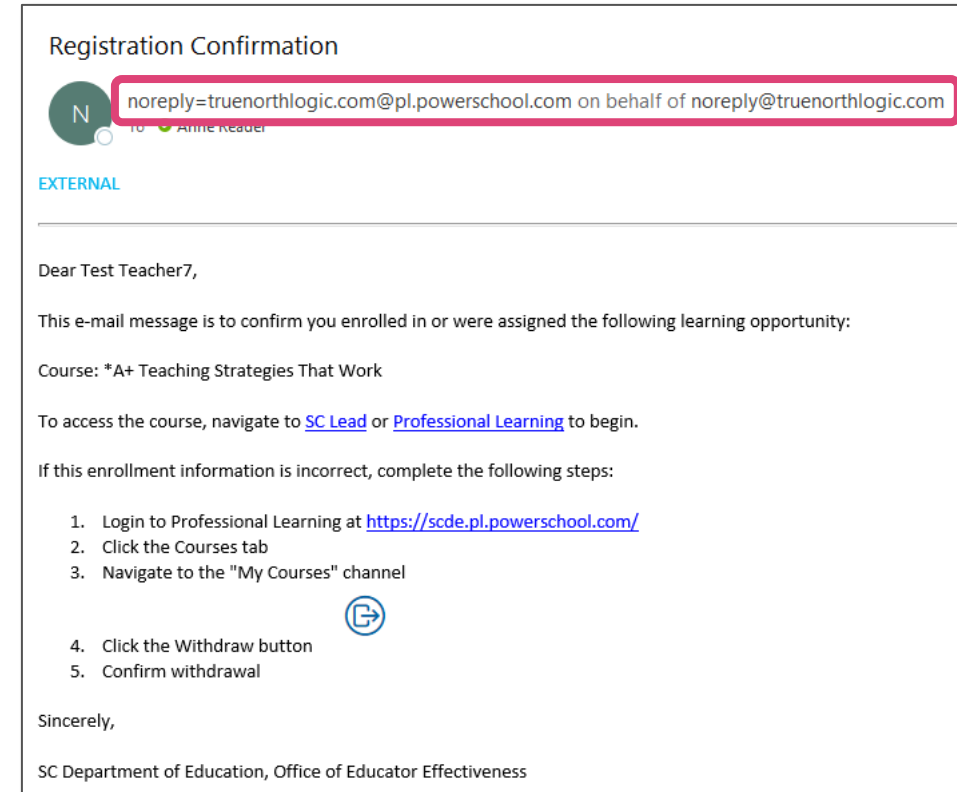 Registration Confirmation
N
noreply=truenorthlogic.com@pl.powerschool.com on behalf of noreply@truenorthlogic.com
To Anne Reader
EXTERNAL
Dear Test Teacher7,
This e-mail message is to confirm you enrolled in or were assigned the following learning opportunity:
Course: *A+ Teaching Strategies That Work
To access the course, navigate to SC Lead or Professional Learning to begin.
If this enrollment information is incorrect, complete the following steps:
1. Login to Professional Learning at https://scde.pl.powerschool.com/
2. Click the Courses tab
3. Navigate to the "My Courses" channel
4. Click the Withdraw button
5. Confirm withdrawal
Sincerely,
SC Department of Education, Office of Educator Effectiveness